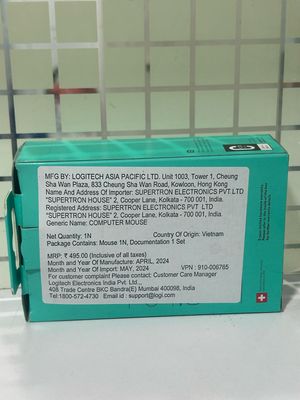 MFG BY: LOGITECH ASIA PACIFIC LTD. Unit 1003, Tower 1, Cheung
Sha Wan Plaza, 833 Cheung Sha Wan Road, Kowloon, Hong Kong
Name And Address Of Importer: SUPERTRON ELECTRONICS PVT LTD
"SUPERTRON HOUSE" 2, Cooper Lane, Kolkata - 700 001, India.
Registered Address: SUPERTRON ELECTRONICS PVT LTD
"SUPERTRON HOUSE" 2, Cooper Lane, Kolkata - 700 001, India.
Generic Name: COMPUTER MOUSE
Net Quantity: 1N Country Of Origin: Vietnam
Package Contains: Mouse 1N, Documentation 1 Set
MRP: ₹ 495.00 (Inclusive of all taxes)
Month and Year Of Manufacture: APRIL, 2024
Month and Year Of Import: MAY, 2024 VPN : 910-006765
For customer complaint Please contact: Customer Care Manager
Logitech Electronics India Pvt Ltd.,
408 Trade Centre BKC Bandra(E) Mumbai 400098, India
Tel:1800-572-4730 Email id : support@logi.com